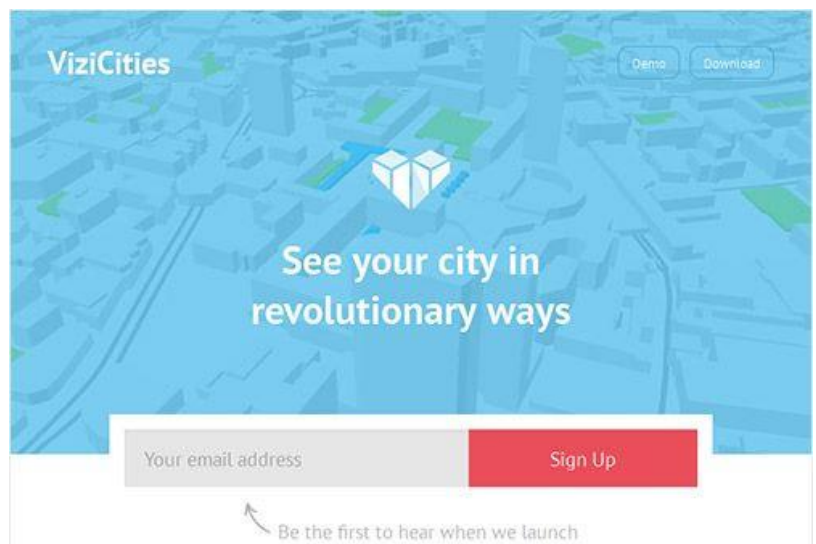 ViziCities
Demo
Download
See your city in
revolutionary ways
Your email address
Sign Up
Be the first to hear when we launch